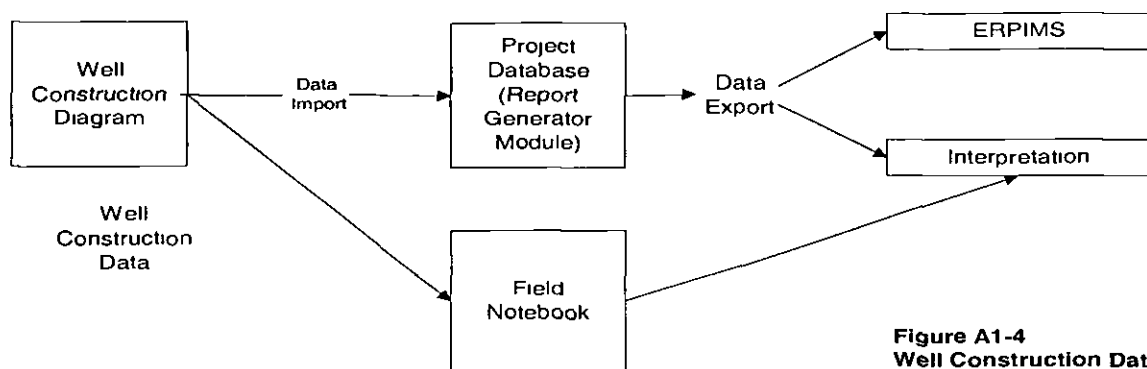 Well
Construction
Diagram
Data
Import
Project
Database
(Report
Generator
Module)
Data
Export
ERPIMS
Interpretation
Well
Construction
Data
Field
Notebook
Figure A1-4
Well Construction Dat